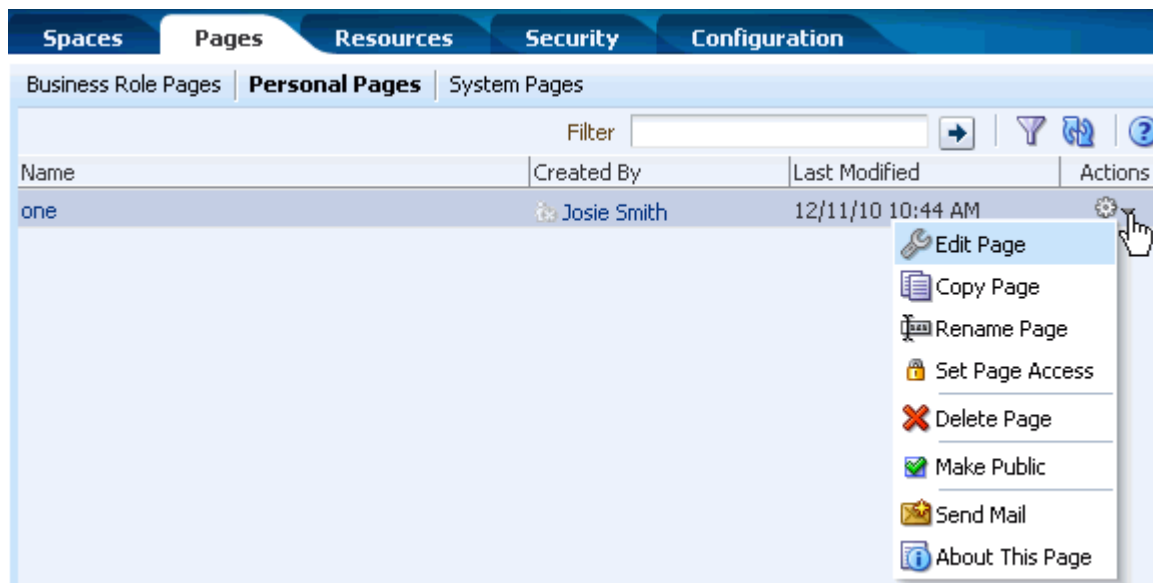 Spaces Pages Resources Security Configuration
Business Role Pages Personal Pages System Pages
Filter
Name Created By Last Modified Actions
one Josie Smith 12/11/10 10:44 AM
Edit Page
Copy Page
Rename Page
Set Page Access
Delete Page
Make Public
Send Mail
About This Page